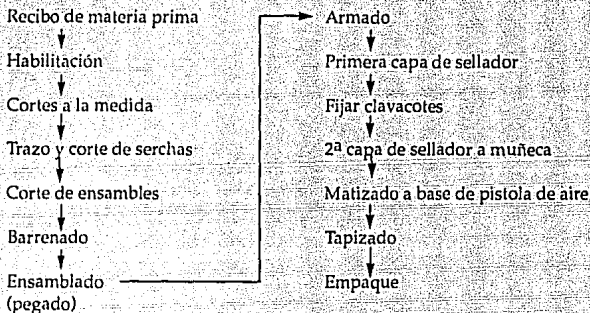 Recibo de materia prima
Habilitación
Cortes a la medida
Trazo y corte de serchas
Corte de ensambles
Barrenado
Ensamblado
(pegado)
Armado
Primera capa de sellador
Fijar clavacotes
2ª capa de sellador a muñeca
Matizado a base de pistola de aire
Tapizado
Empaque